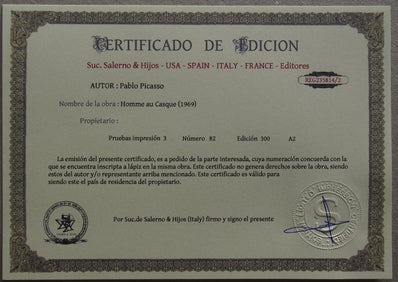 CERTIFICADO DE EDICION
Suc. Salerno & Hijos - USA - SPAIN - ITALY - FRANCE - Editores
REG235814/2
AUTOR : Pablo Picasso
Nombre de la obra : Homme au Casque (1969)
Propietario :
Pruebas impresión 3 Número 82 Edición 300 A2
La emisión del presente certificado, es a pedido de la parte interesada, cuya numeración concuerda con la que
se encuentra inscripta a lápiz en la misma obra. Este certificado no genera derechos sobre la obra, siendo
estos del autor y/o representante arriba mencionado. Este certificado es válido para
siendo este el país de residencia del propietario.
Por Suc.de Salerno & Hijos (Italy) firmo y signo el presente